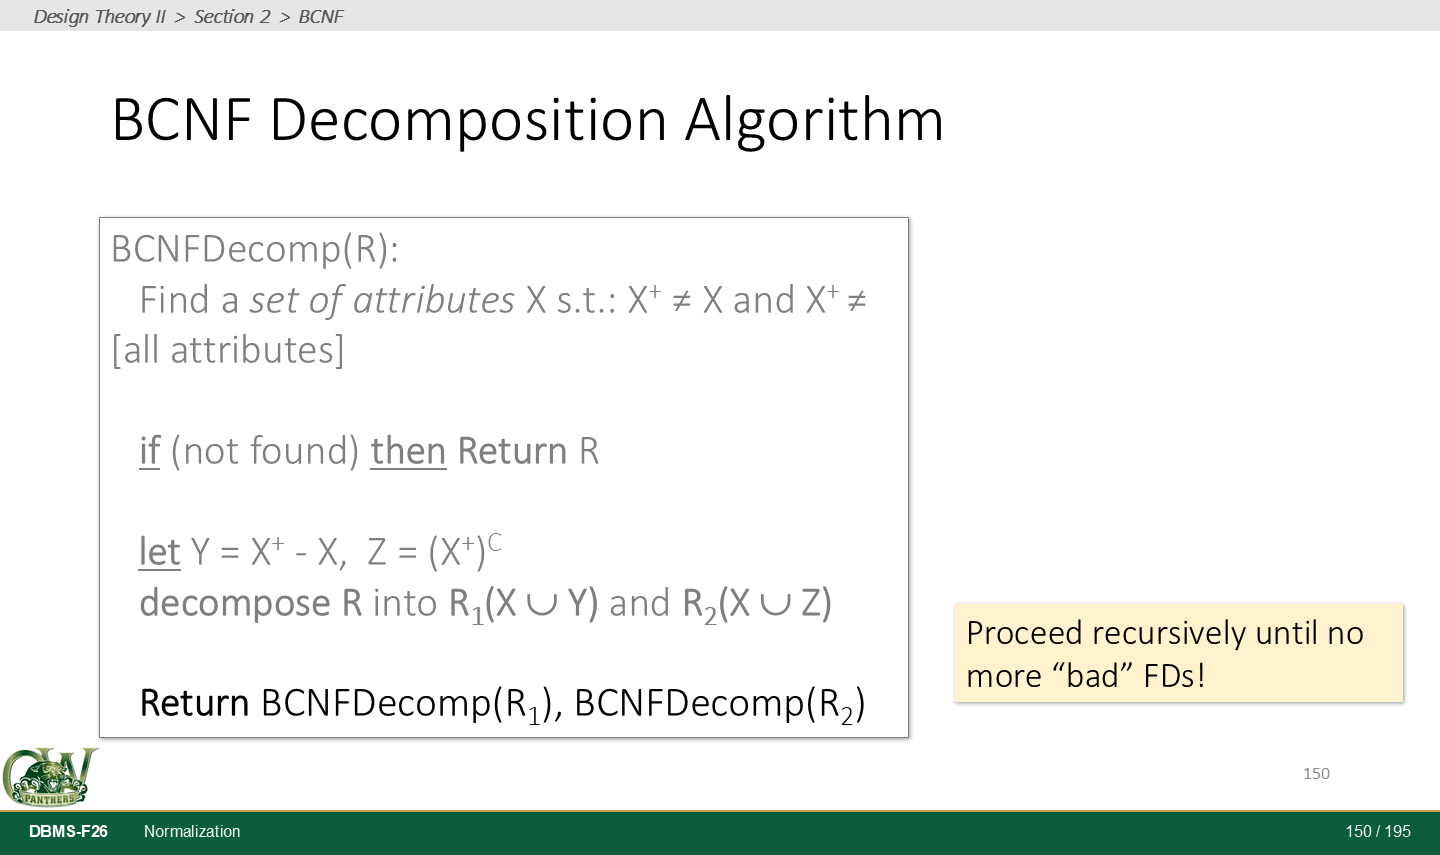 Design Theory II > Section 2 > BCNF
BCNF Decomposition Algorithm
BCNFDecomp(R):
Find a set of attributes X s.t.: X⁺ ≠ X and X⁺ ≠
[all attributes]
if (not found) then Return R
let Y = X⁺ - X, Z = (X⁺)ᶜ
decompose R into R₁(X ∪ Y) and R₂(X ∪ Z)
Return BCNFDecomp(R₁), BCNFDecomp(R₂)
Proceed recursively until no
more “bad” FDs!
150
OW
PANTHERS
DBMS-F26 Normalization 150 / 195